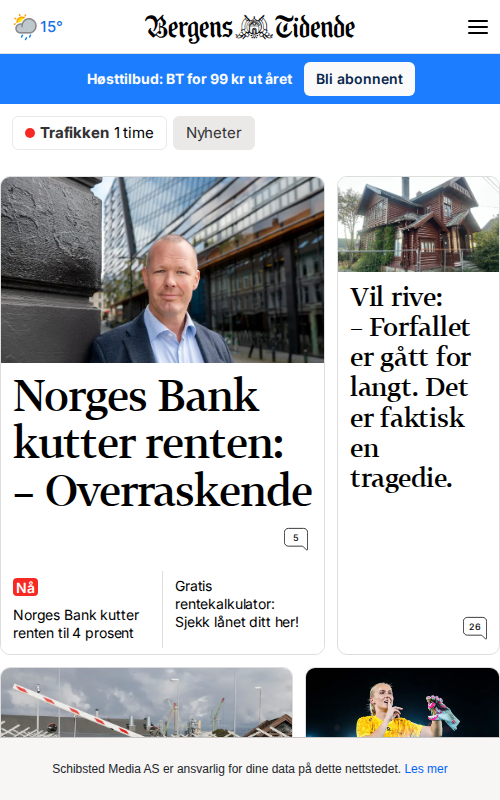 15°
Bergens Tidende
Høsttilbud: BT for 99 kr ut året
Bli abonnent
Trafikken 1 time
Nyheter
Norges Bank
kutter renten:
– Overraskende
5
Nå
Norges Bank kutter
renten til 4 prosent
Gratis
rentekalkulator:
Sjekk lånet ditt her!
Vil rive:
– Forfallet
er gått for
langt. Det
er faktisk
en
tragedie.
26
Schibsted Media AS er ansvarlig for dine data på dette nettstedet. Les mer